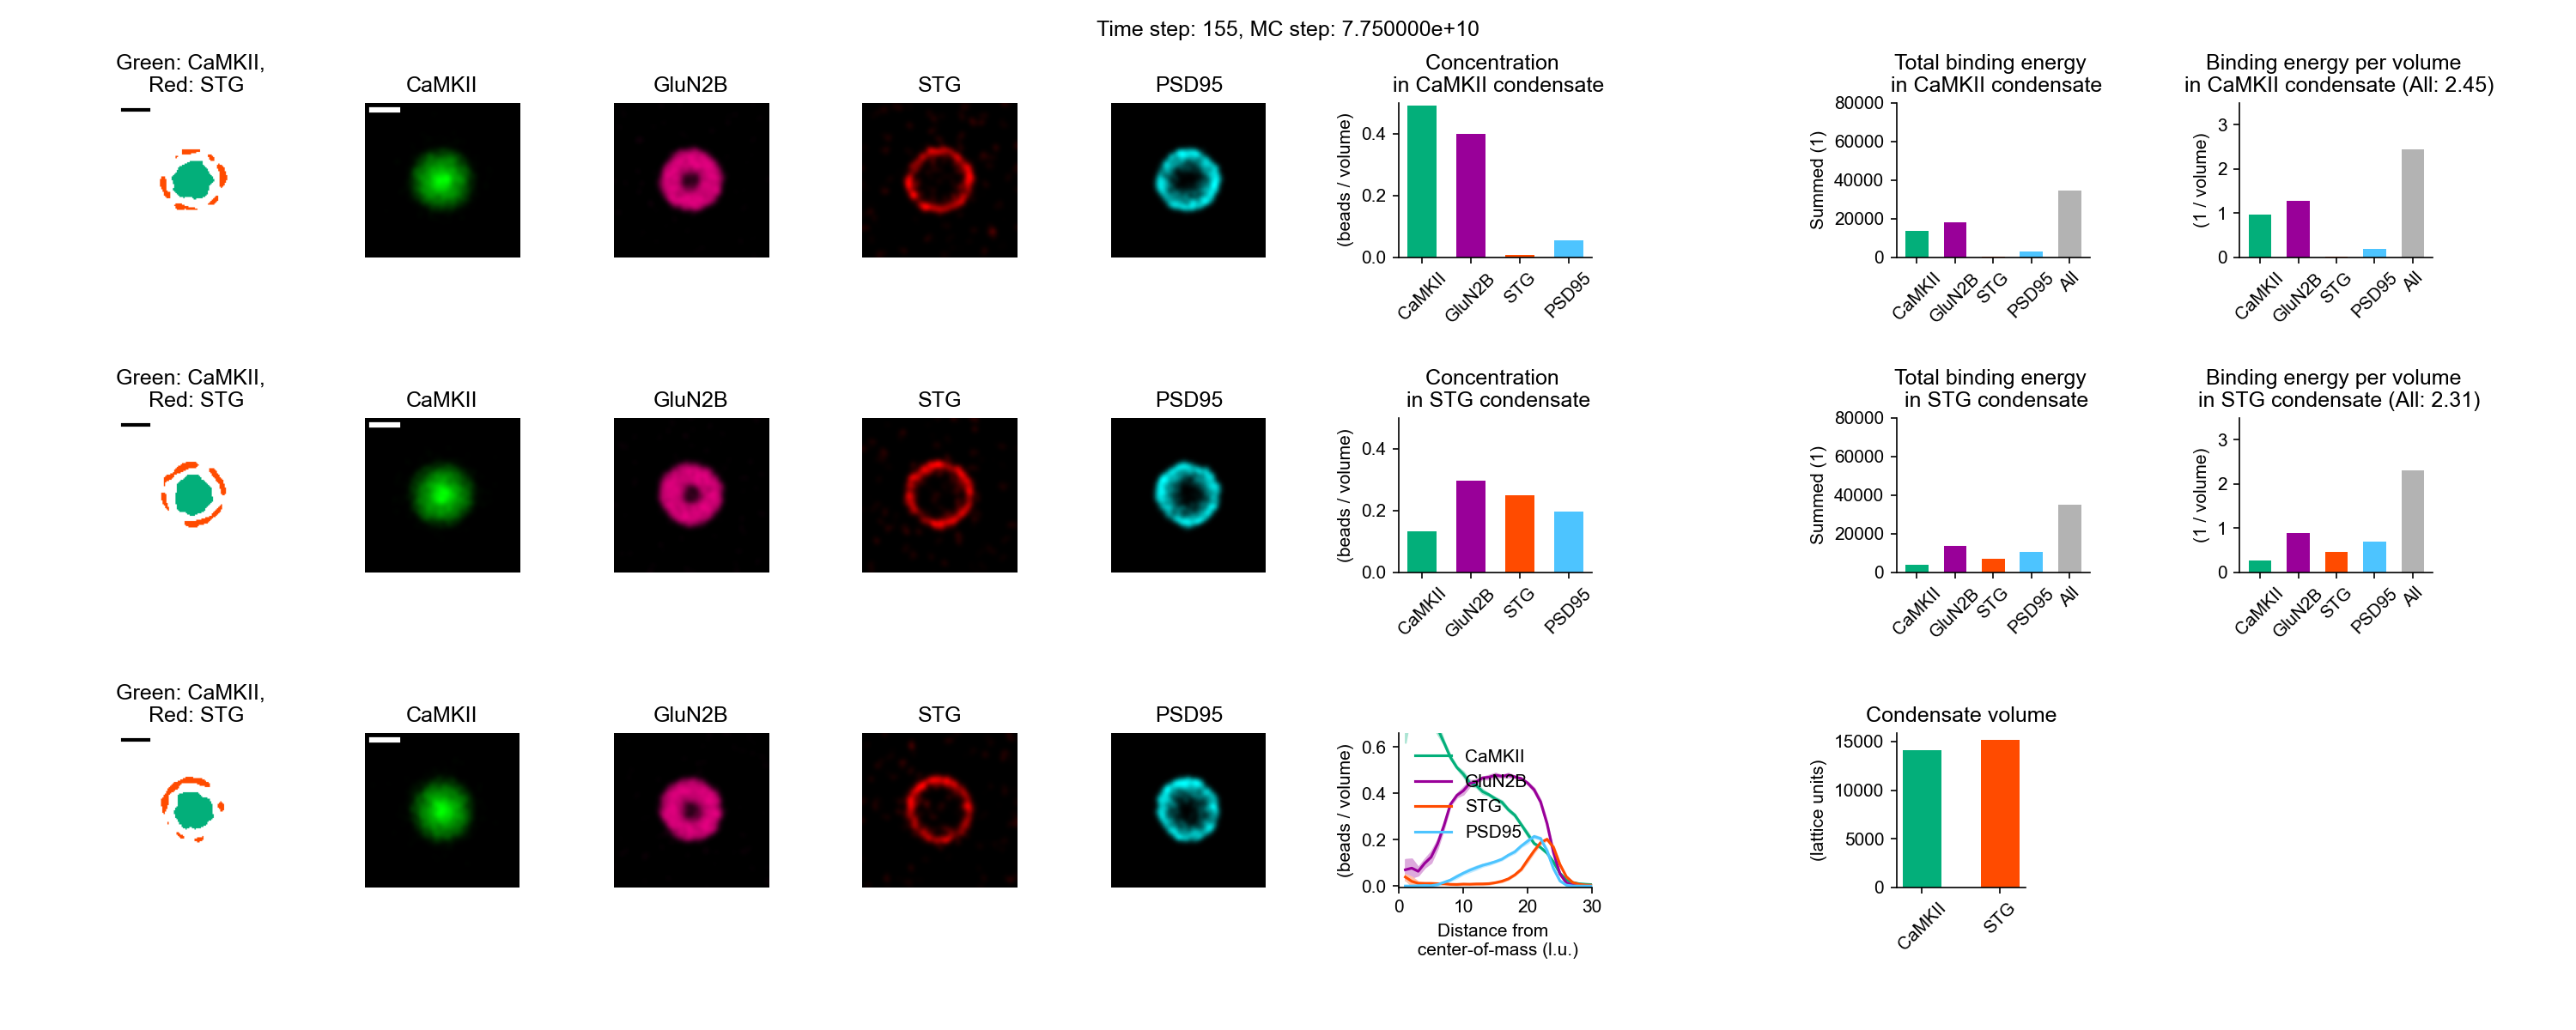 Time step: 155, MC step: 7.750000e+10
Green: CaMKII,
Red: STG
CaMKII
GluN2B
STG
PSD95
Concentration
in CaMKII condensate
(beads / volume)
0.4
0.2
0.0
CaMKII
GluN2B
STG
PSD95
Total binding energy
in CaMKII condensate
Summed (1)
80000
60000
40000
20000
0
CaMKII
GluN2B
STG
PSD95
All
Binding energy per volume
in CaMKII condensate (All: 2.45)
(1 / volume)
3
2
1
0
CaMKII
GluN2B
STG
PSD95
All
Green: CaMKII,
Red: STG
CaMKII
GluN2B
STG
PSD95
Concentration
in STG condensate
(beads / volume)
0.4
0.2
0.0
CaMKII
GluN2B
STG
PSD95
Total binding energy
in STG condensate
Summed (1)
80000
60000
40000
20000
0
CaMKII
GluN2B
STG
PSD95
All
Binding energy per volume
in STG condensate (All: 2.31)
(1 / volume)
3
2
1
0
CaMKII
GluN2B
STG
PSD95
All
Green: CaMKII,
Red: STG
CaMKII
GluN2B
STG
PSD95
(beads / volume)
0.6
0.4
0.2
0.0
CaMKII
GluN2B
STG
PSD95
0
10
20
30
Distance from
center-of-mass (l.u.)
Condensate volume
(lattice units)
15000
10000
5000
0
CaMKII
STG